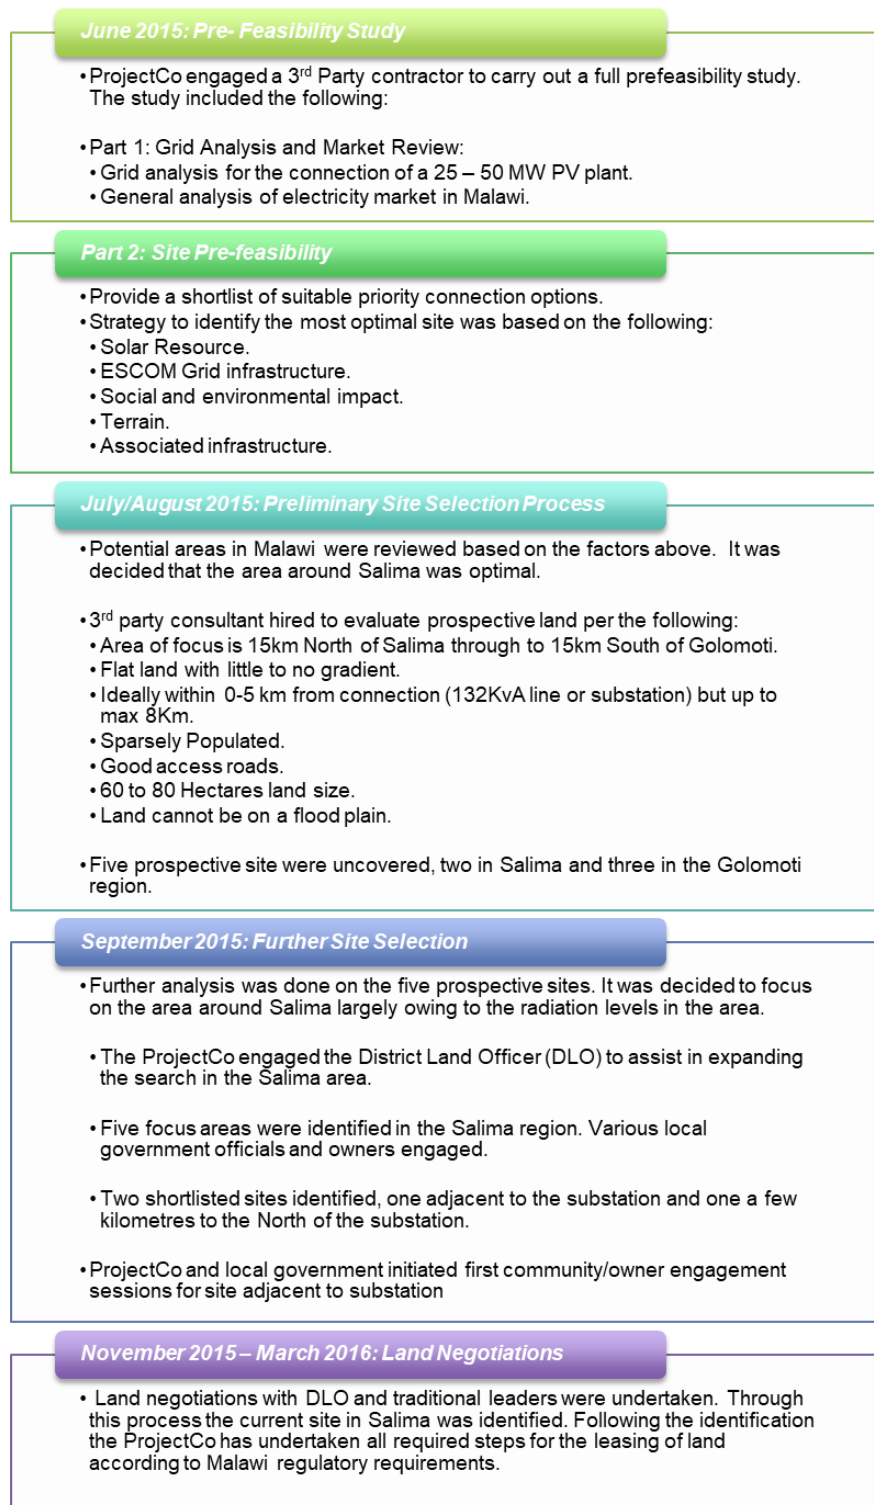 June 2015: Pre- Feasibility Study
• ProjectCo engaged a 3rd Party contractor to carry out a full prefeasibility study.
The study included the following:
• Part 1: Grid Analysis and Market Review:
• Grid analysis for the connection of a 25 – 50 MW PV plant.
• General analysis of electricity market in Malawi.
Part 2: Site Pre-feasibility
• Provide a shortlist of suitable priority connection options.
• Strategy to identify the most optimal site was based on the following:
• Solar Resource.
• ESCOM Grid infrastructure.
• Social and environmental impact.
• Terrain.
• Associated infrastructure.
July/August 2015: Preliminary Site Selection Process
• Potential areas in Malawi were reviewed based on the factors above. It was
decided that the area around Salima was optimal.
• 3rd party consultant hired to evaluate prospective land per the following:
• Area of focus is 15km North of Salima through to 15km South of Golomoti.
• Flat land with little to no gradient.
• Ideally within 0-5 km from connection (132KvA line or substation) but up to
max 8Km.
• Sparsely Populated.
• Good access roads.
• 60 to 80 Hectares land size.
• Land cannot be on a flood plain.
• Five prospective site were uncovered, two in Salima and three in the Golomoti
region.
September 2015: Further Site Selection
• Further analysis was done on the five prospective sites. It was decided to focus
on the area around Salima largely owing to the radiation levels in the area.
• The ProjectCo engaged the District Land Officer (DLO) to assist in expanding
the search in the Salima area.
• Five focus areas were identified in the Salima region. Various local
government officials and owners engaged.
• Two shortlisted sites identified, one adjacent to the substation and one a few
kilometres to the North of the substation.
• ProjectCo and local government initiated first community/owner engagement
sessions for site adjacent to substation
November 2015 – March 2016: Land Negotiations
• Land negotiations with DLO and traditional leaders were undertaken. Through
this process the current site in Salima was identified. Following the identification
the ProjectCo has undertaken all required steps for the leasing of land
according to Malawi regulatory requirements.